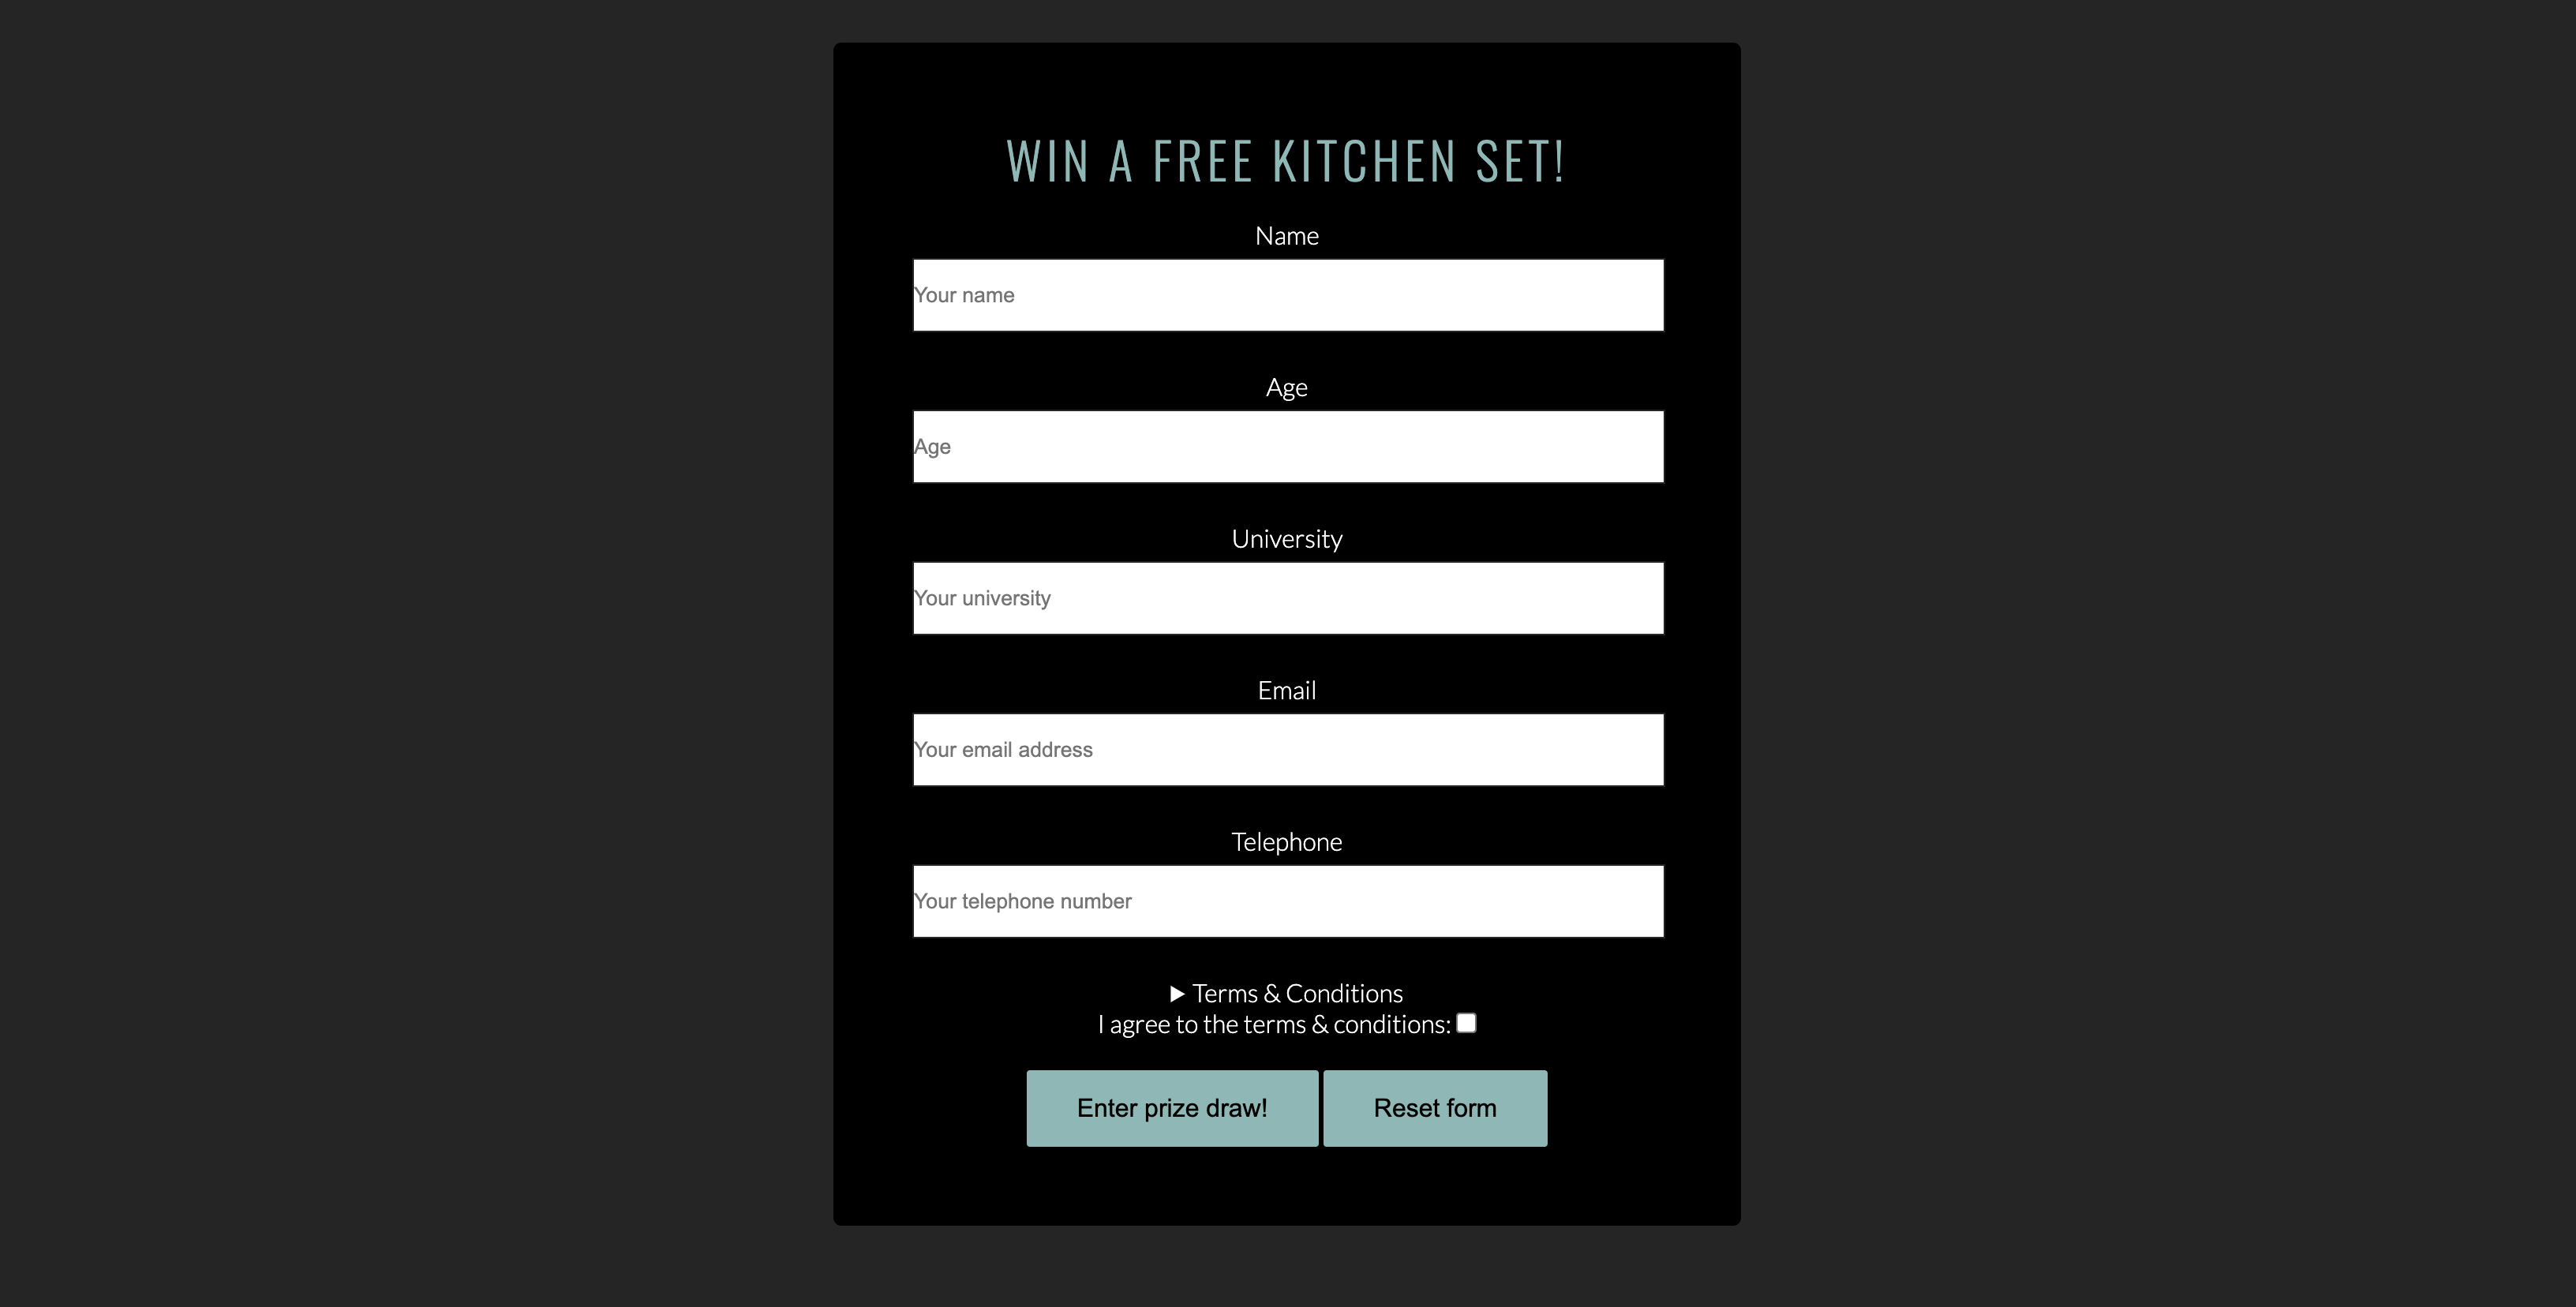 WIN A FREE KITCHEN SET!
Name
Your name
Age
Age
University
Your university
Email
Your email address
Telephone
Your telephone number
▶ Terms & Conditions
I agree to the terms & conditions:
Enter prize draw! Reset form